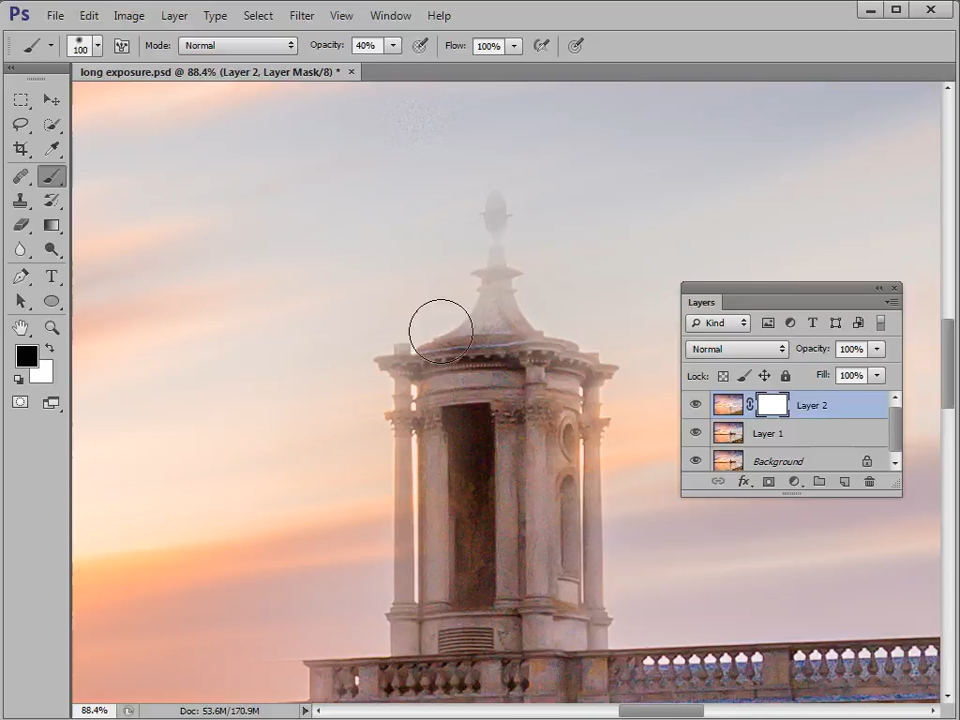 Ps File Edit Image Layer Type Select Filter View Window Help
100 Mode: Normal Opacity: 40% Flow: 100%
long exposure.psd @ 88.4% (Layer 2, Layer Mask/8) * ×
T
Layers
Kind T
Normal Opacity: 100%
Lock: Fill: 100%
Layer 2
Layer 1
Background
fx
88.4% Doc: 53.6M/170.9M